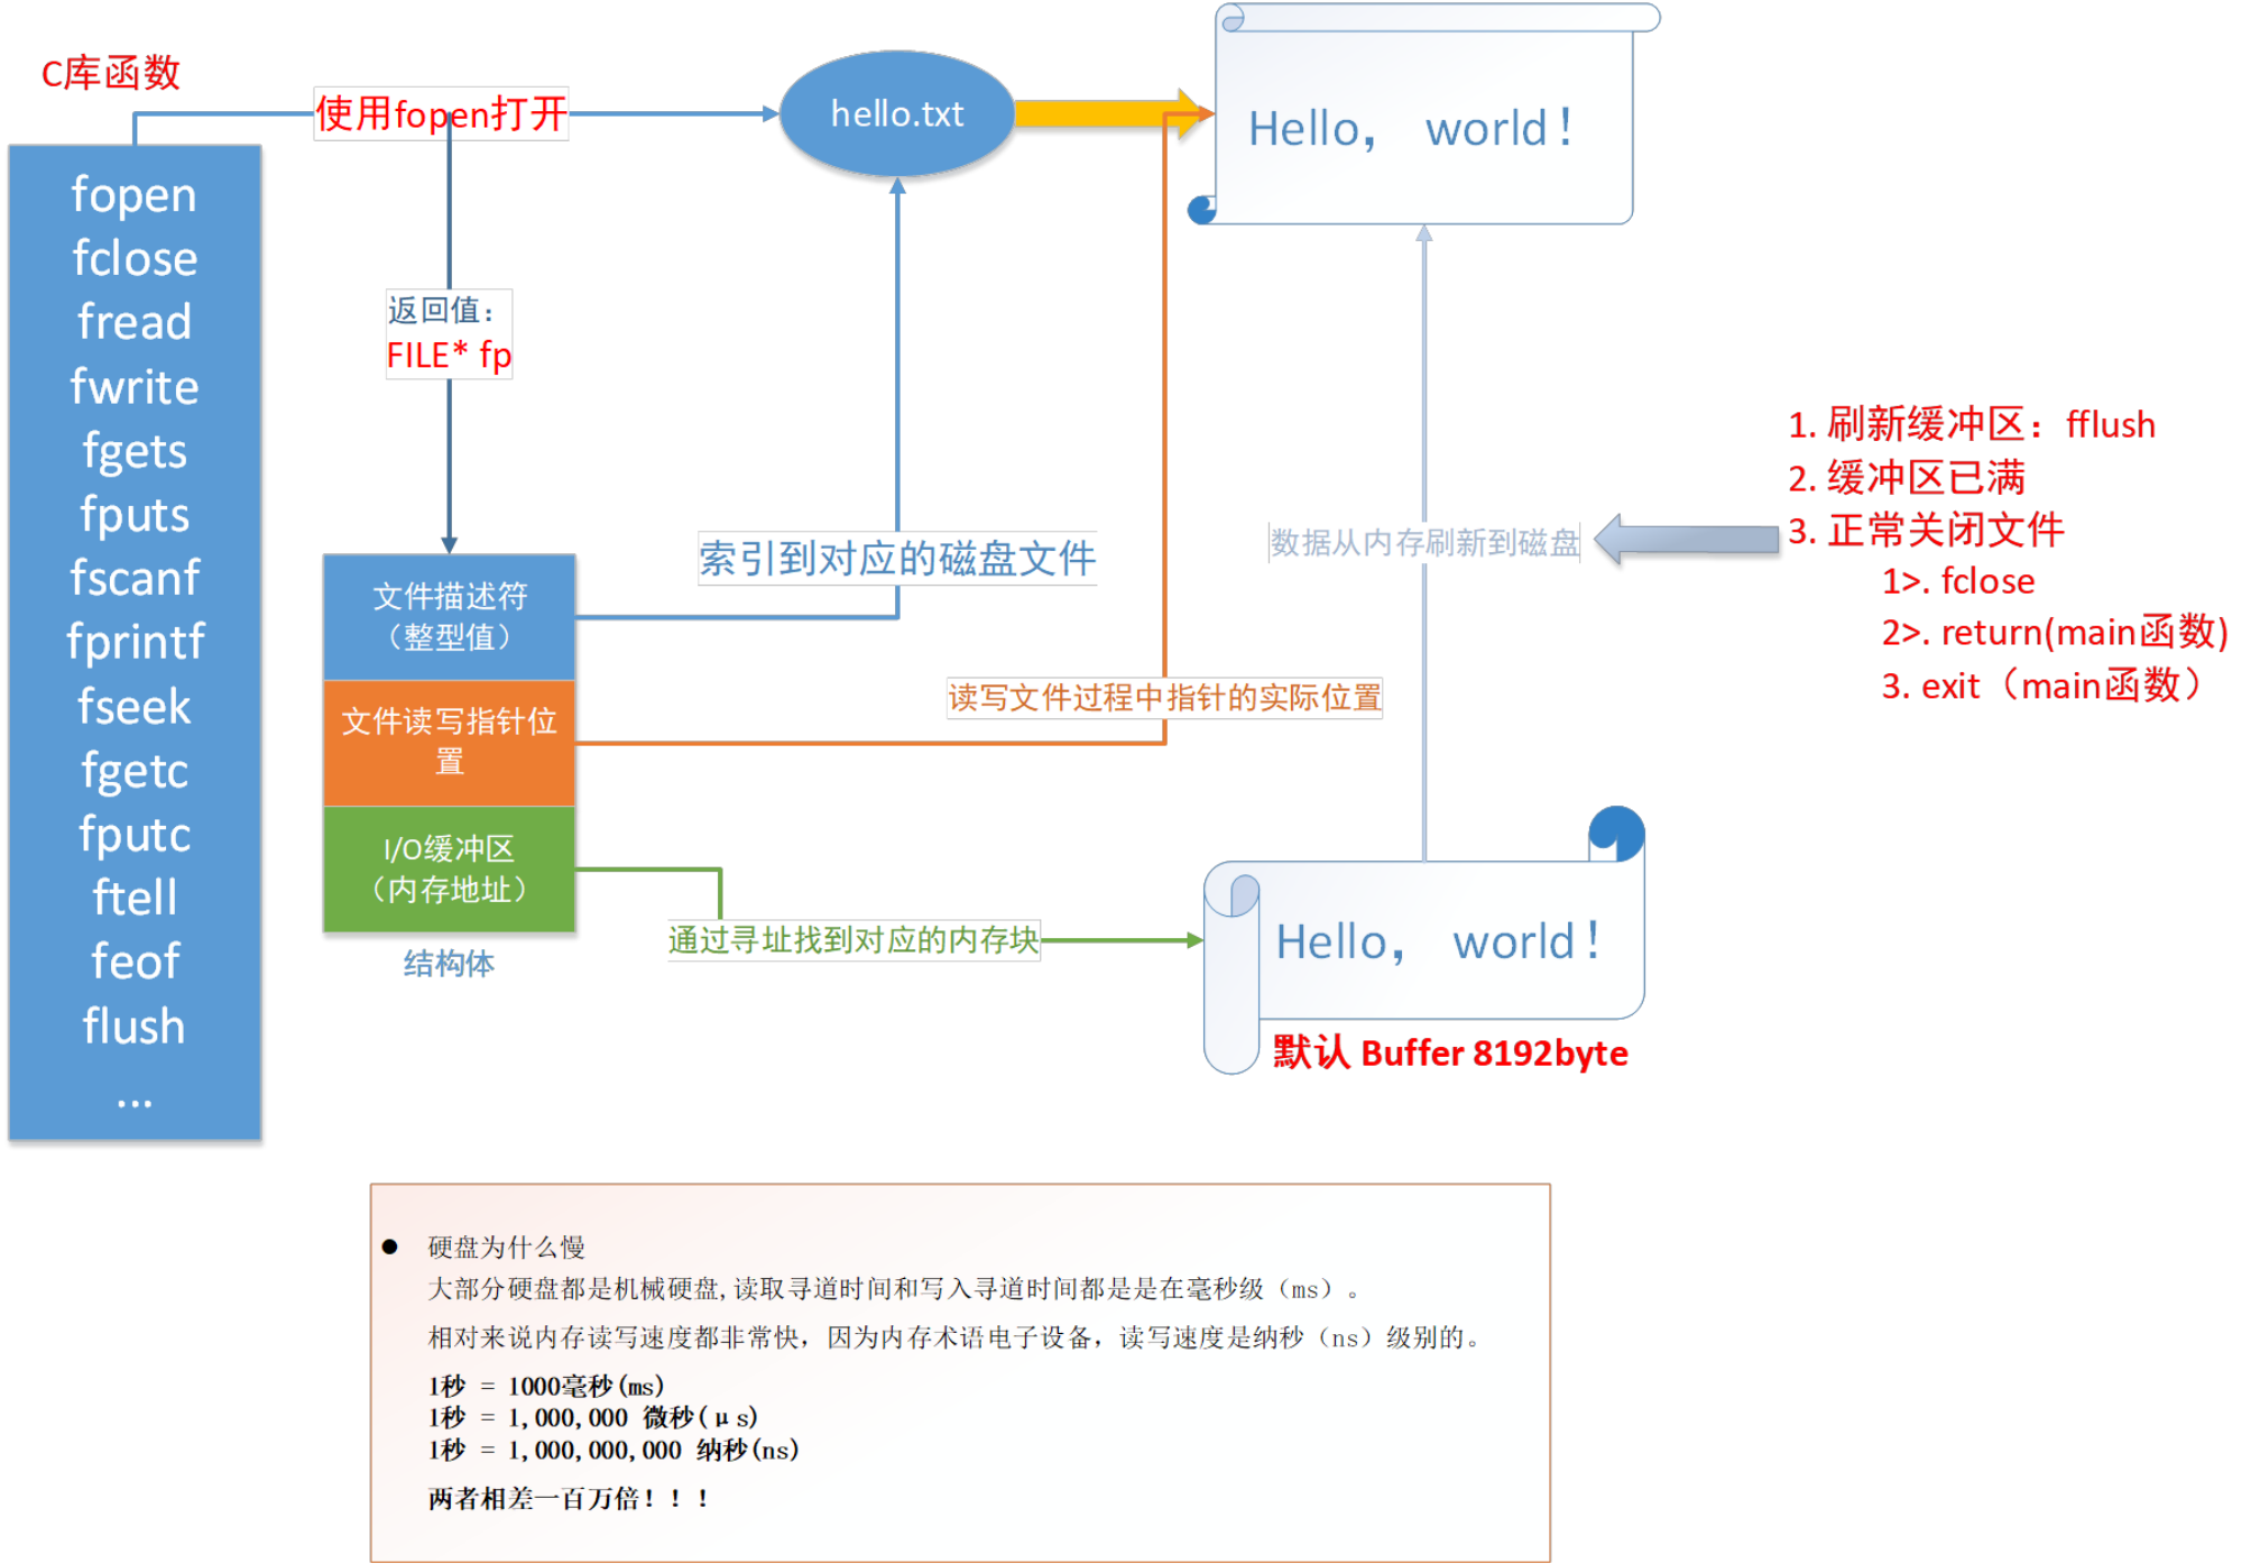 C库函数
使用fopen打开
hello.txt
Hello， world！
fopen
fclose
fread
fwrite
fgets
fputs
fscanf
fprintf
fseek
fgetc
fputc
ftell
feof
flush
...
返回值：
FILE* fp
文件描述符
（整型值）
文件读写指针位
置
I/O缓冲区
（内存地址）
结构体
索引到对应的磁盘文件
读写文件过程中指针的实际位置
通过寻址找到对应的内存块
数据从内存刷新到磁盘
1. 刷新缓冲区：fflush
2. 缓冲区已满
3. 正常关闭文件
1>. fclose
2>. return(main函数)
3. exit（main函数）
Hello， world！
默认 Buffer 8192byte
● 硬盘为什么慢
大部分硬盘都是机械硬盘,读取寻道时间和写入寻道时间都是是在毫秒级（ms）。
相对来说内存读写速度都非常快，因为内存术语电子设备，读写速度是纳秒（ns）级别的。
1秒 = 1000毫秒(ms)
1秒 = 1,000,000 微秒(μs)
1秒 = 1,000,000,000 纳秒(ns)
两者相差一百万倍！！！